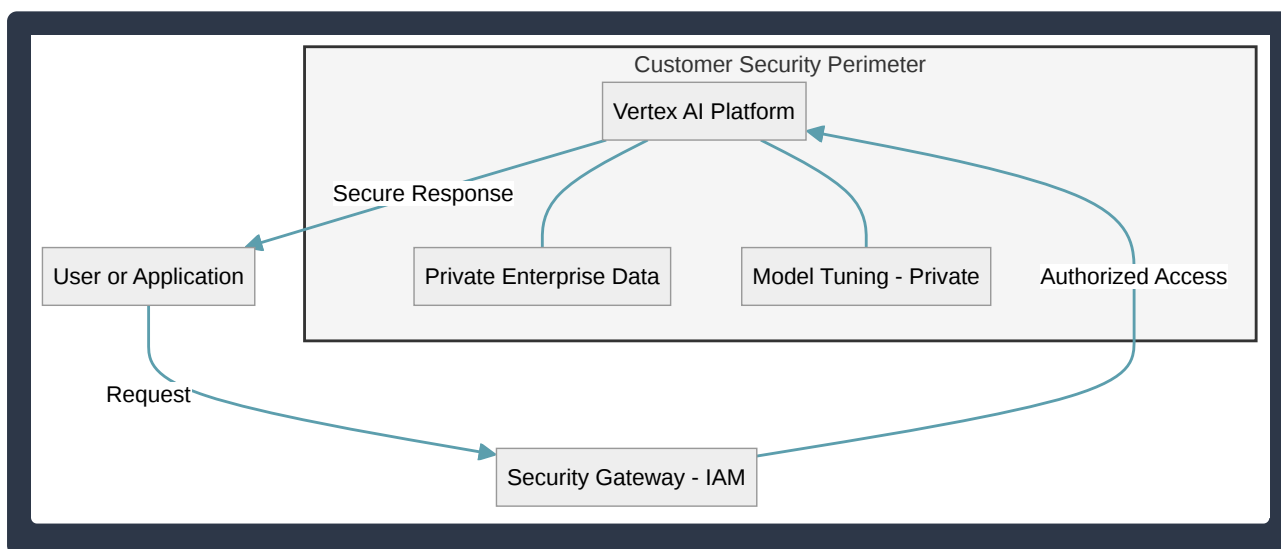 Customer Security Perimeter
Vertex AI Platform
Secure Response
User or Application
Private Enterprise Data
Model Tuning - Private
Authorized Access
Request
Security Gateway - IAM